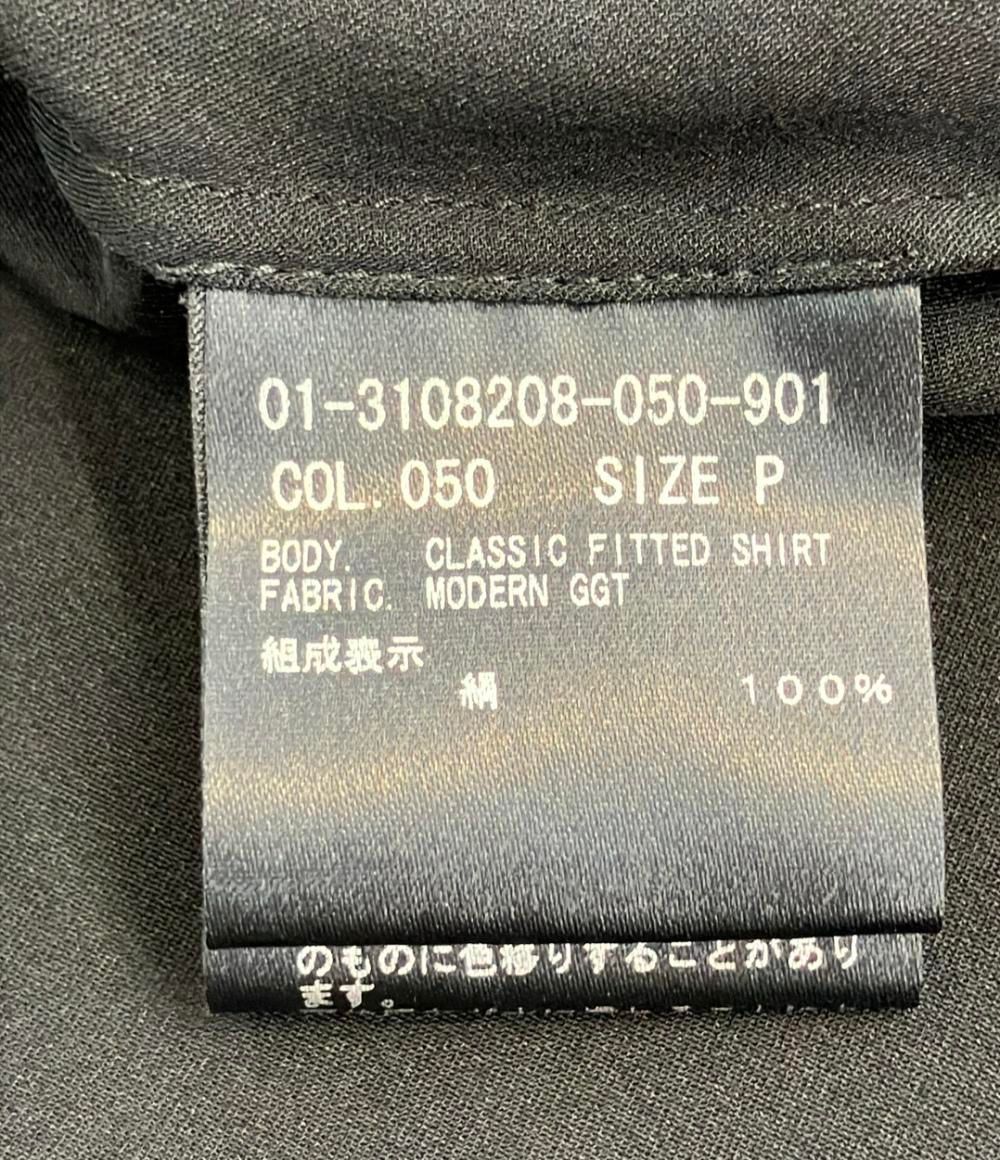 01-3108208-050-901
COL. 050 SIZE P
BODY. CLASSIC FITTED SHIRT
FABRIC. MODERN GGT
組成表示
絹 100%
のものに色移りすることがあり
ます。